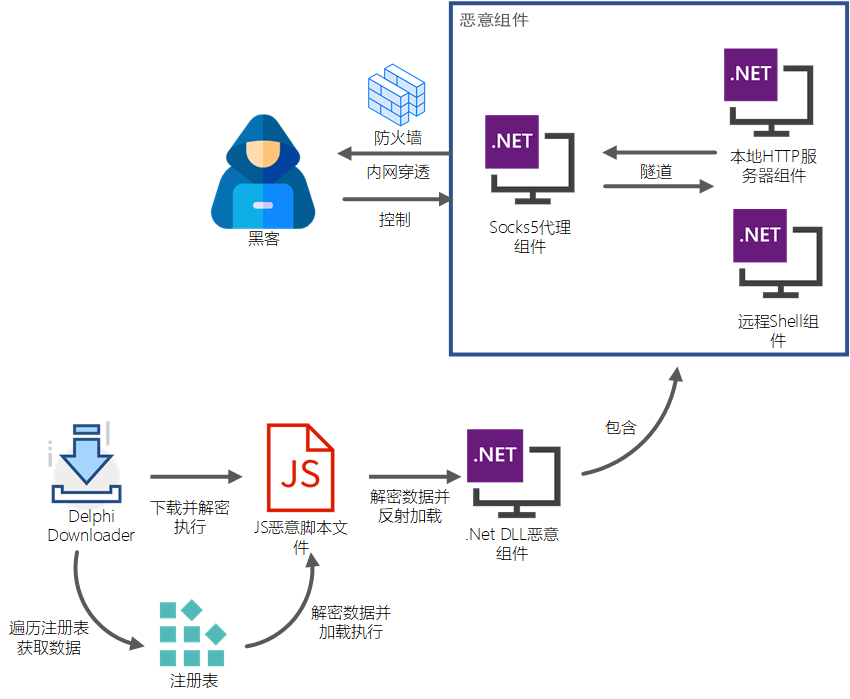 恶意组件
.NET
本地HTTP服
务器组件
防火墙
内网穿透
控制
黑客
.NET
Socks5代理
组件
隧道
.NET
远程Shell组
件
包含
Delphi
Downloader
下载并解密
执行
JS
JS恶意脚本文
件
解密数据并
反射加载
.NET
.Net DLL恶意
组件
遍历注册表
获取数据
注册表
解密数据并
加载执行